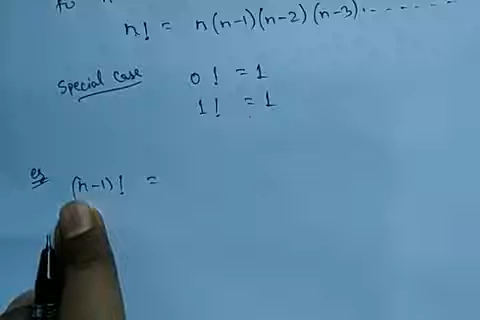 n! = n(n-1)(n-2)(n-3).......
Special Case 0! = 1
1! = 1
eg (n-1)! =